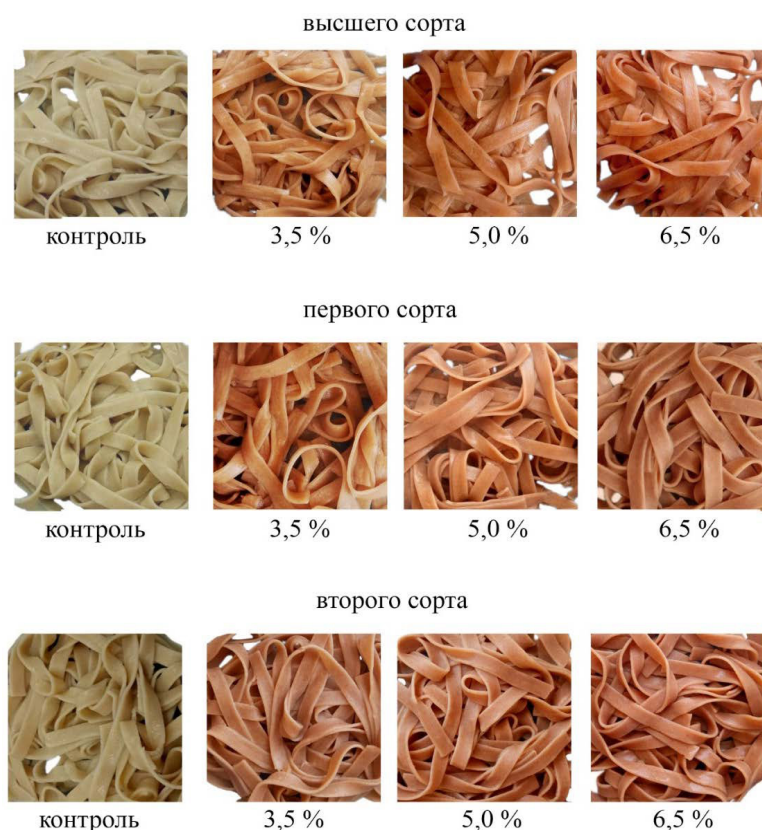 высшего сорта
контроль 3,5 % 5,0 % 6,5 %
первого сорта
контроль 3,5 % 5,0 % 6,5 %
второго сорта
контроль 3,5 % 5,0 % 6,5 %